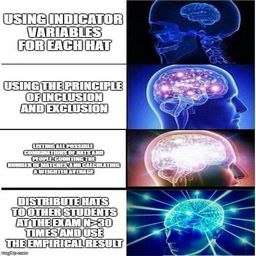 USING INDICATOR
VARIABLES
FOR EACH HAT
USING THE PRINCIPLE
OF INCLUSION
AND EXCLUSION
LISTING ALL POSSIBLE
COMBINATIONS OF HATS AND
PEOPLE, COUNTING THE
NUMBER OF MATCHES, AND CALCULATING
A WEIGHTED AVERAGE
DISTRIBUTE HATS
TO OTHER STUDENTS
AT THE EXAM N>30
TIMES AND USE
THE EMPIRICAL RESULT
imgflip.com